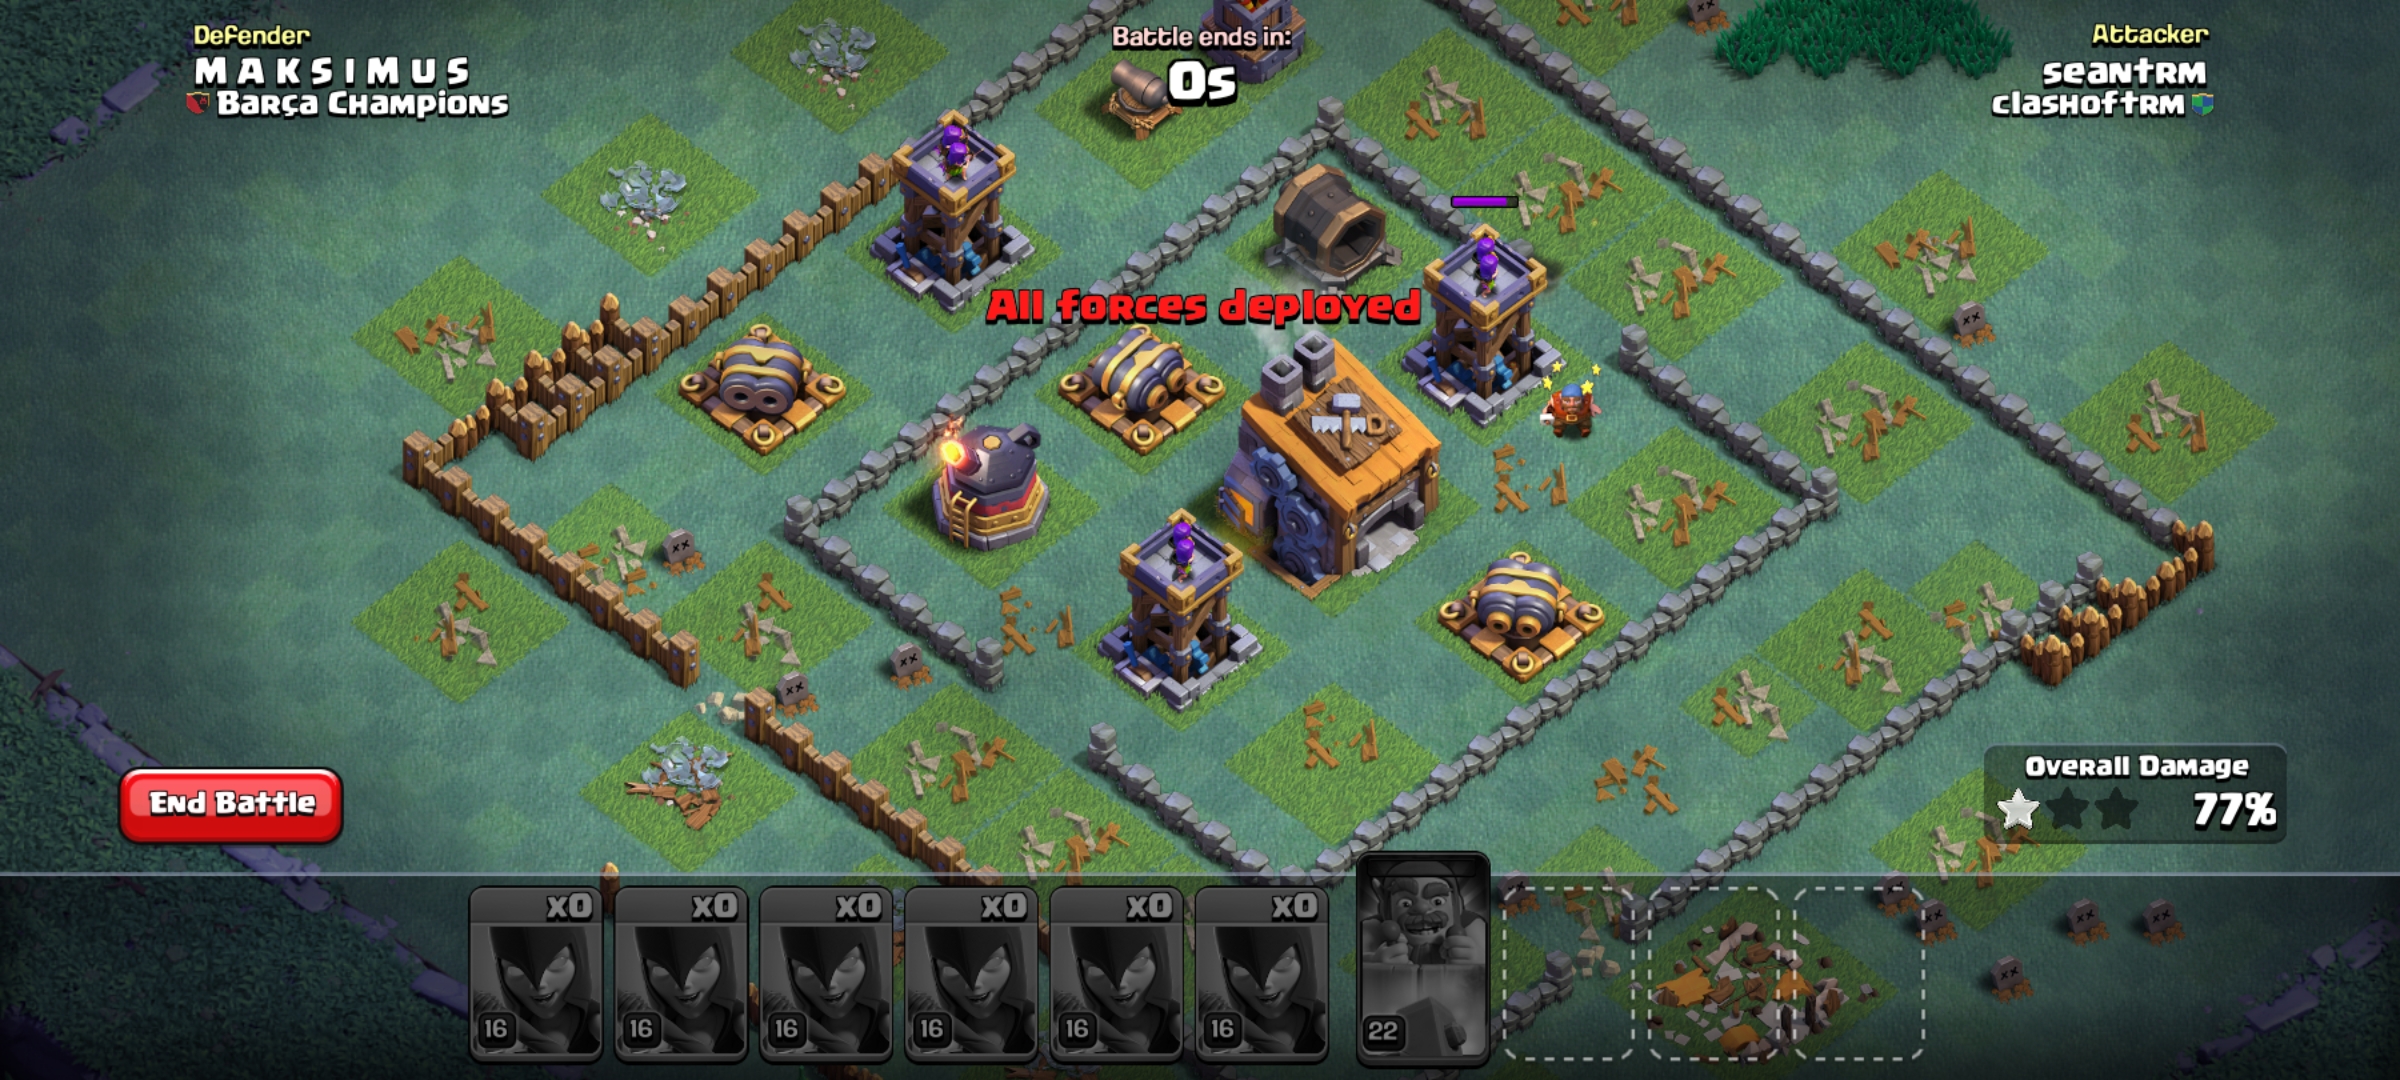 Defender
MAKSIMUS
Barça Champions
Battle ends in:
0s
Attacker
seantrm
clashoftrm
All forces deployed
End Battle
Overall Damage
77%
x0
x0
x0
x0
x0
x0
16
16
16
16
16
16
22